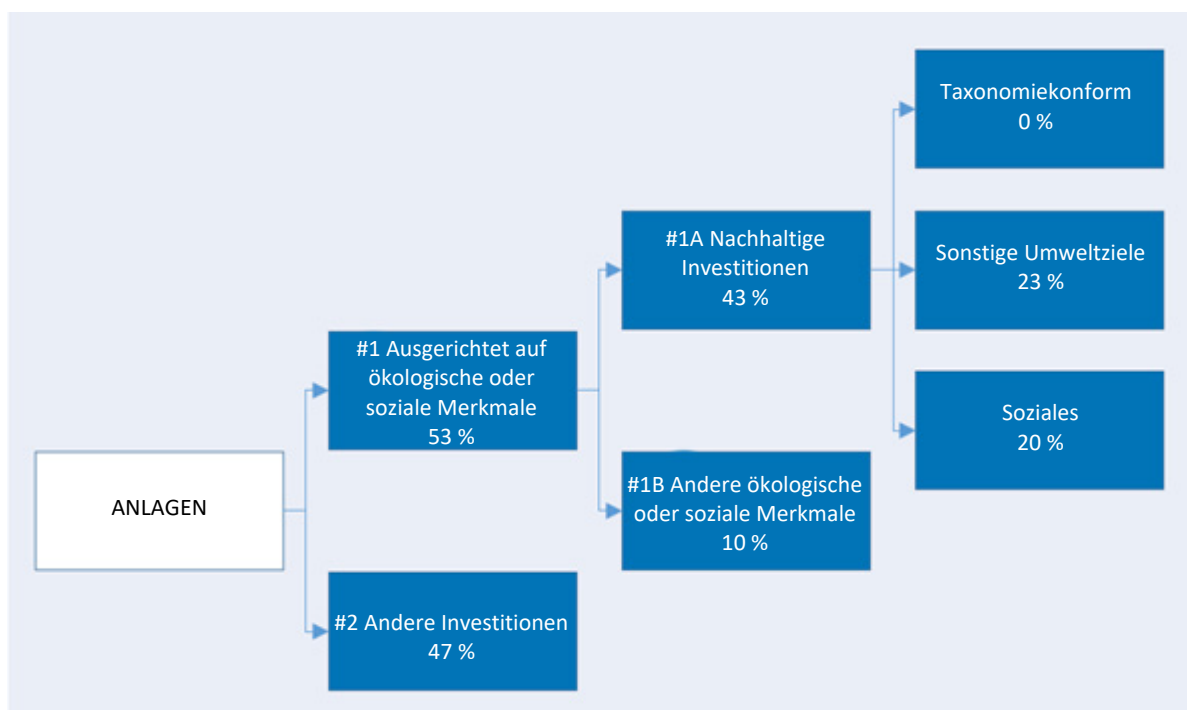 ANLAGEN
#1 Ausgerichtet auf
ökologische oder
soziale Merkmale
53 %
#2 Andere Investitionen
47 %
#1A Nachhaltige
Investitionen
43 %
#1B Andere ökologische
oder soziale Merkmale
10 %
Taxonomiekonform
0 %
Sonstige Umweltziele
23 %
Soziales
20 %